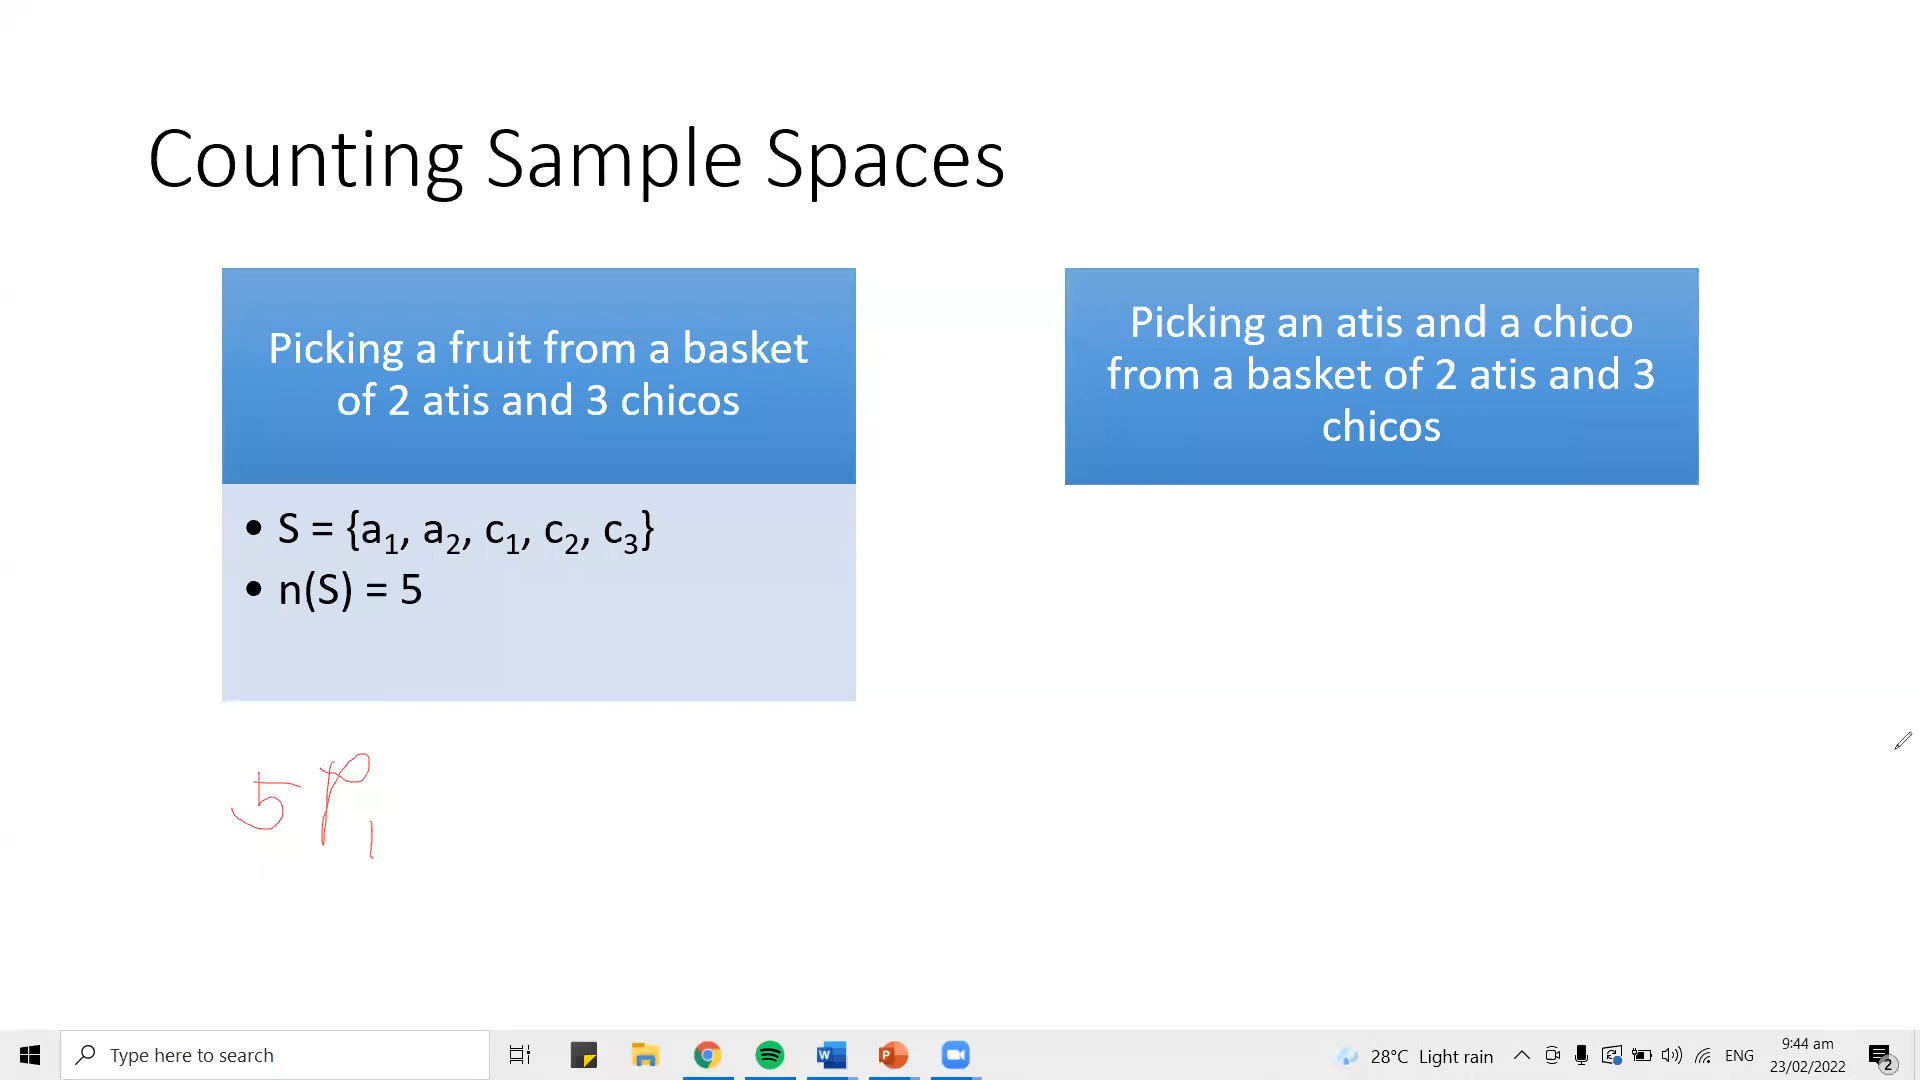 Counting Sample Spaces
Picking a fruit from a basket
of 2 atis and 3 chicos
• S = {a₁, a₂, c₁, c₂, c₃}
• n(S) = 5
5P₁
Picking an atis and a chico
from a basket of 2 atis and 3
chicos
Type here to search
28°C Light rain
ENG
9:44 am
23/02/2022
2